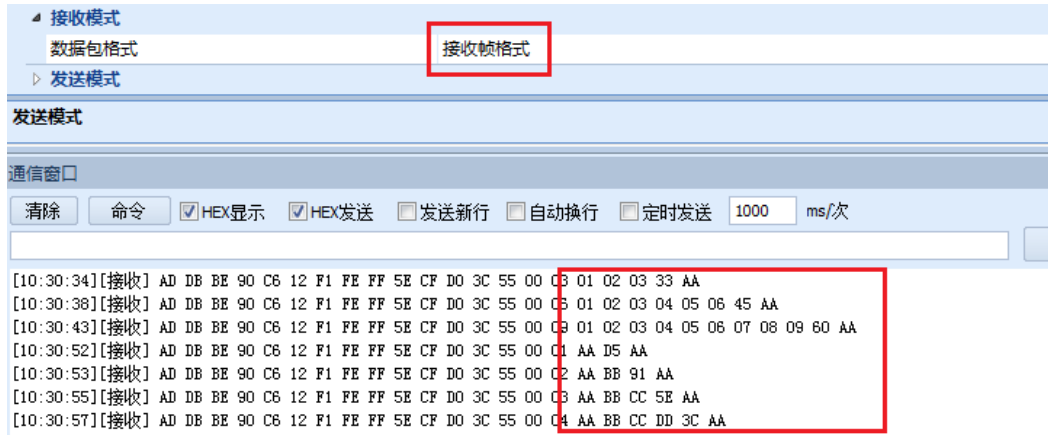 接收模式
数据包格式 接收帧格式
发送模式
发送模式
通信窗口
清除 命令 HEX显示 HEX发送 发送新行 自动换行 定时发送 1000 ms/次
[10:30:34][接收] AD DB BE 90 C6 12 F1 FE FF 5E CF D0 3C 55 00 03 01 02 03 33 AA
[10:30:38][接收] AD DB BE 90 C6 12 F1 FE FF 5E CF D0 3C 55 00 06 01 02 03 04 05 06 45 AA
[10:30:43][接收] AD DB BE 90 C6 12 F1 FE FF 5E CF D0 3C 55 00 09 01 02 03 04 05 06 07 08 09 60 AA
[10:30:52][接收] AD DB BE 90 C6 12 F1 FE FF 5E CF D0 3C 55 00 01 AA D5 AA
[10:30:53][接收] AD DB BE 90 C6 12 F1 FE FF 5E CF D0 3C 55 00 02 AA BB 91 AA
[10:30:55][接收] AD DB BE 90 C6 12 F1 FE FF 5E CF D0 3C 55 00 03 AA BB CC 5E AA
[10:30:57][接收] AD DB BE 90 C6 12 F1 FE FF 5E CF D0 3C 55 00 04 AA BB CC DD 3C AA